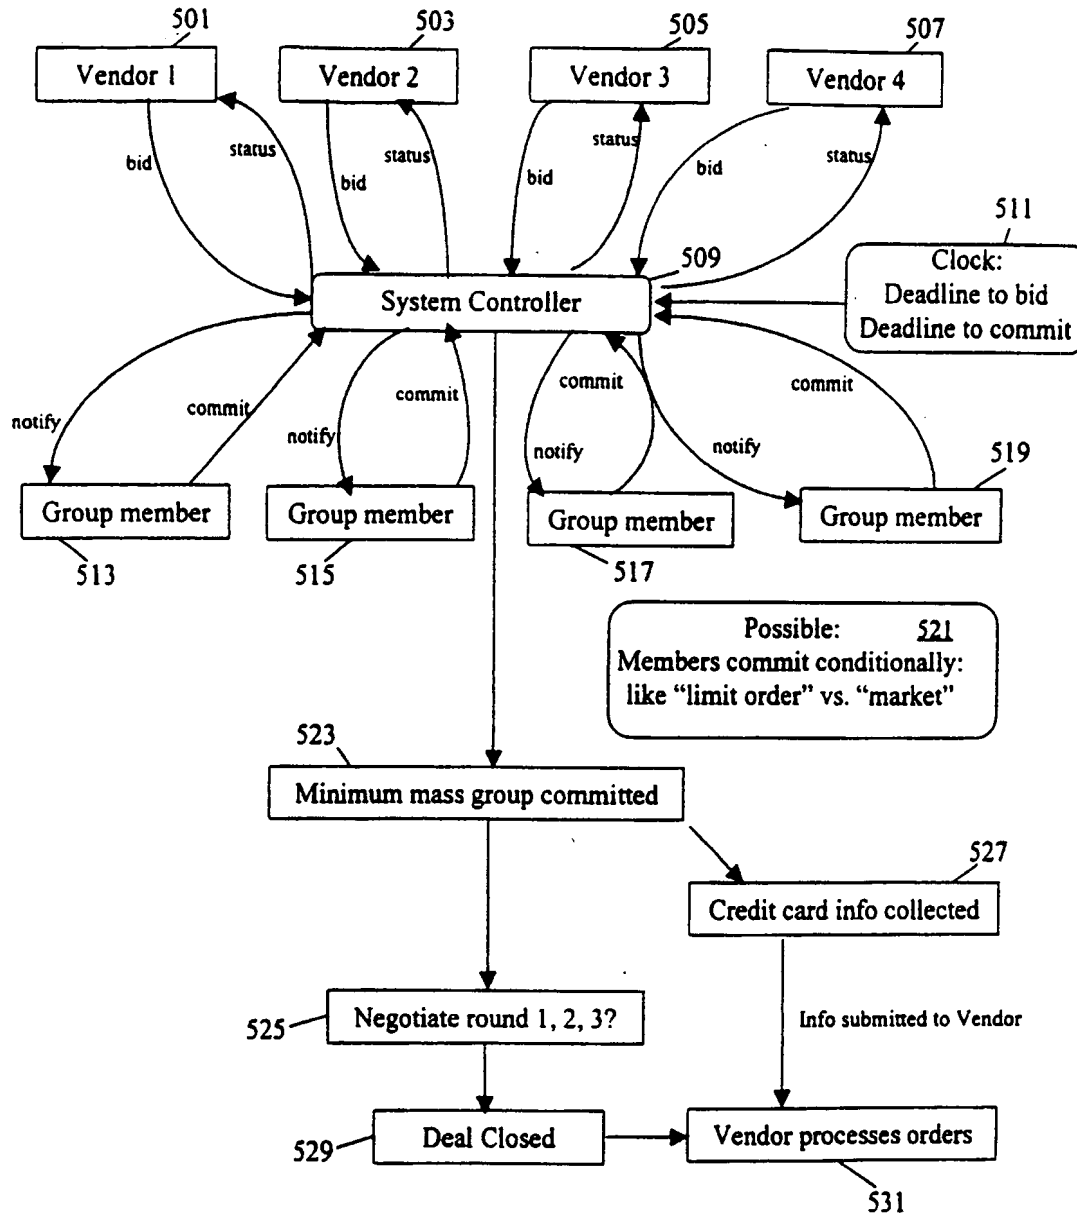 501
503
505
507
Vendor 1
Vendor 2
Vendor 3
Vendor 4
bid
status
bid
status
bid
status
bid
status
511
509
Clock:
Deadline to bid
Deadline to commit
System Controller
notify
commit
notify
commit
notify
commit
notify
commit
519
Group member
Group member
Group member
Group member
513
515
517
Possible: 521
Members commit conditionally:
like “limit order” vs. “market”
523
Minimum mass group committed
527
Credit card info collected
525
Negotiate round 1, 2, 3?
Info submitted to Vendor
529
Deal Closed
Vendor processes orders
531